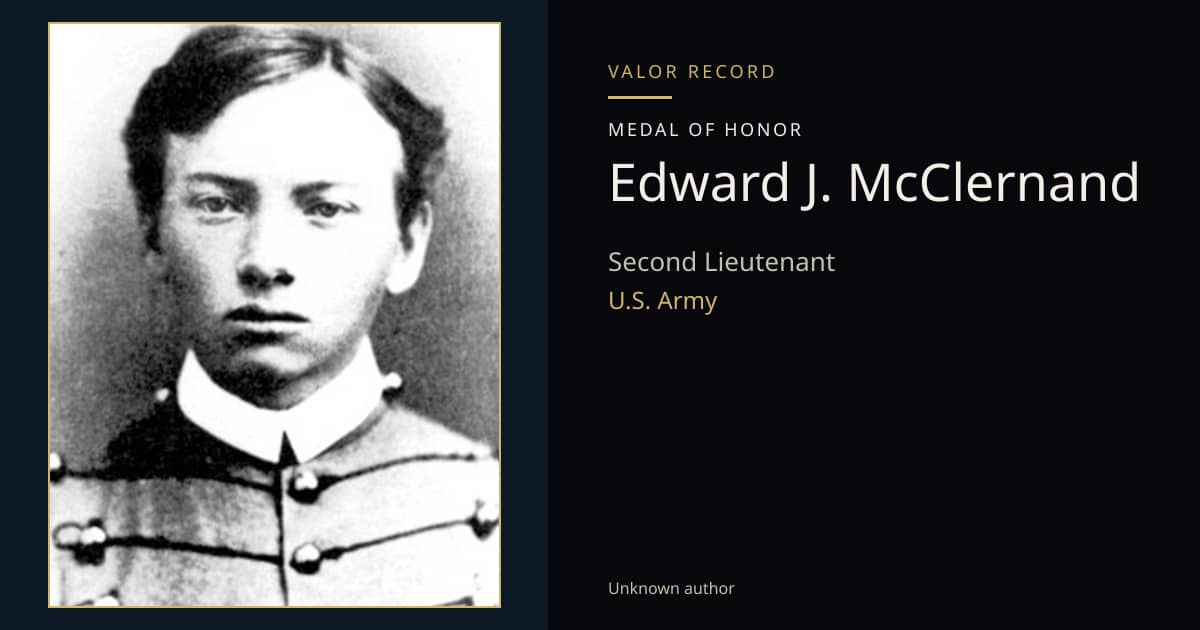 VALOR RECORD
MEDAL OF HONOR
Edward J. McClernand
Second Lieutenant
U.S. Army
Unknown author